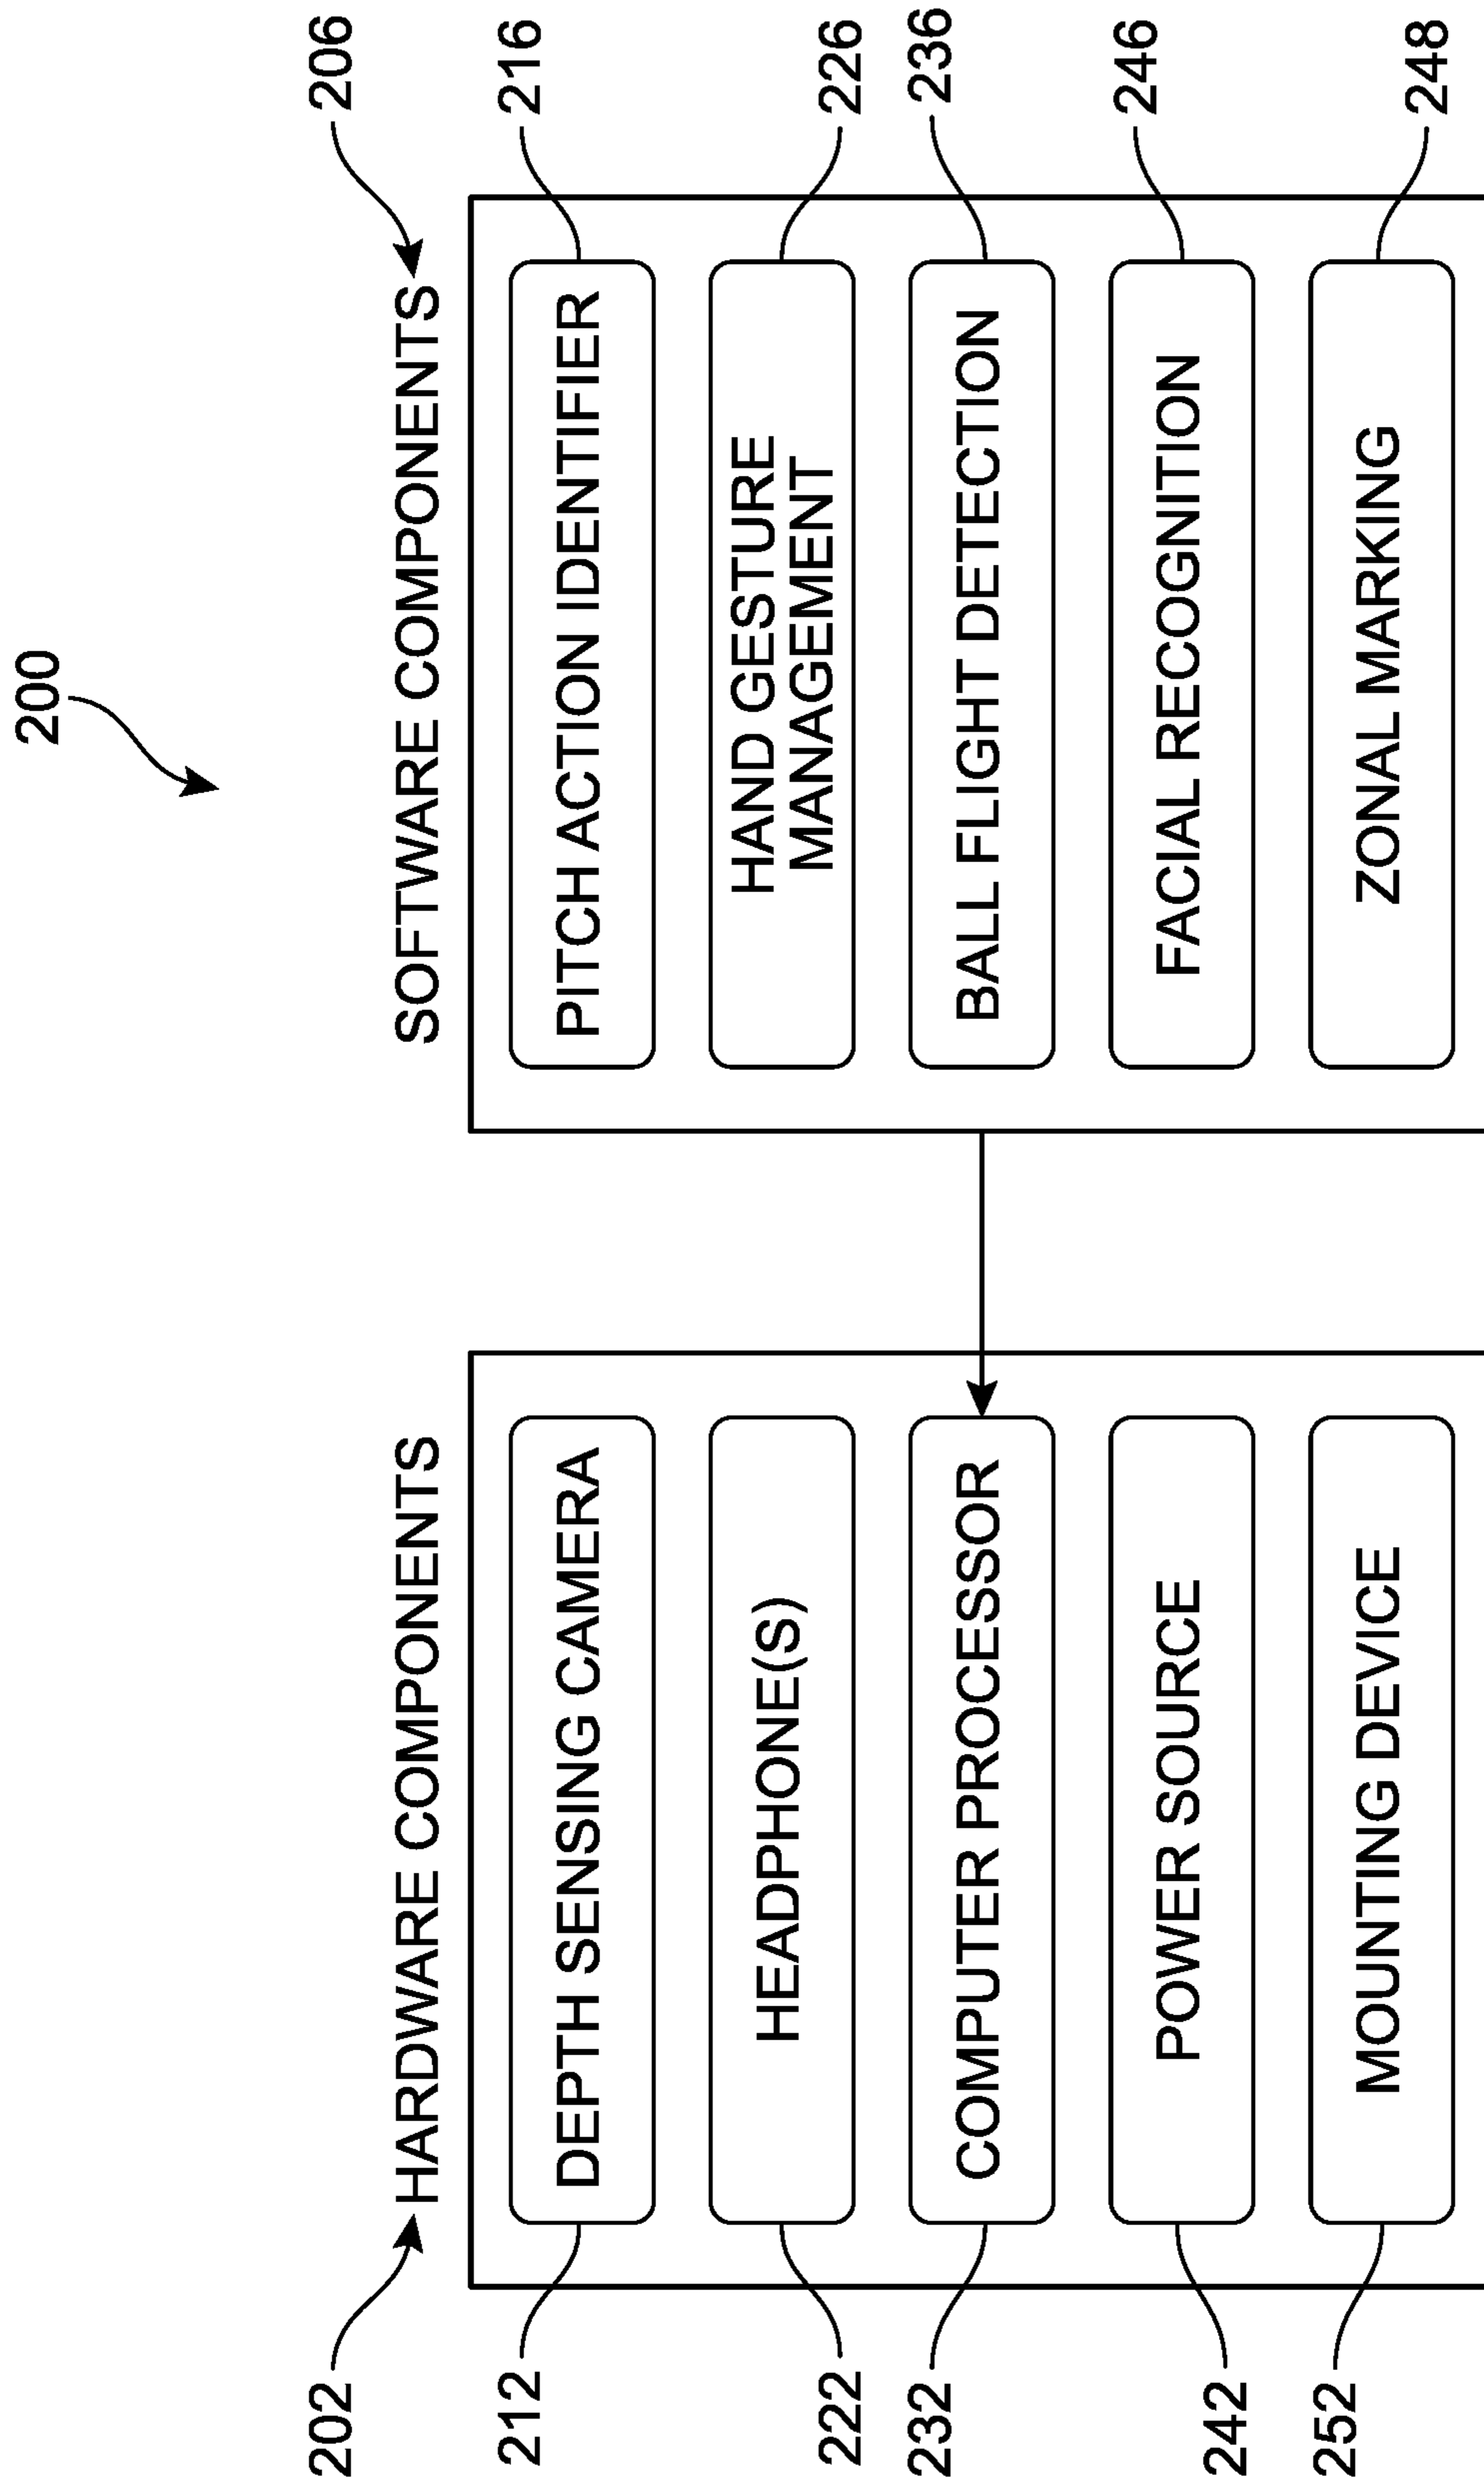 200
202
HARDWARE COMPONENTS
206
SOFTWARE COMPONENTS
212
DEPTH SENSING CAMERA
222
HEADPHONE(S)
232
COMPUTER PROCESSOR
242
POWER SOURCE
252
MOUNTING DEVICE
PITCH ACTION IDENTIFIER
216
HAND GESTURE
MANAGEMENT
226
BALL FLIGHT DETECTION
236
FACIAL RECOGNITION
246
ZONAL MARKING
248